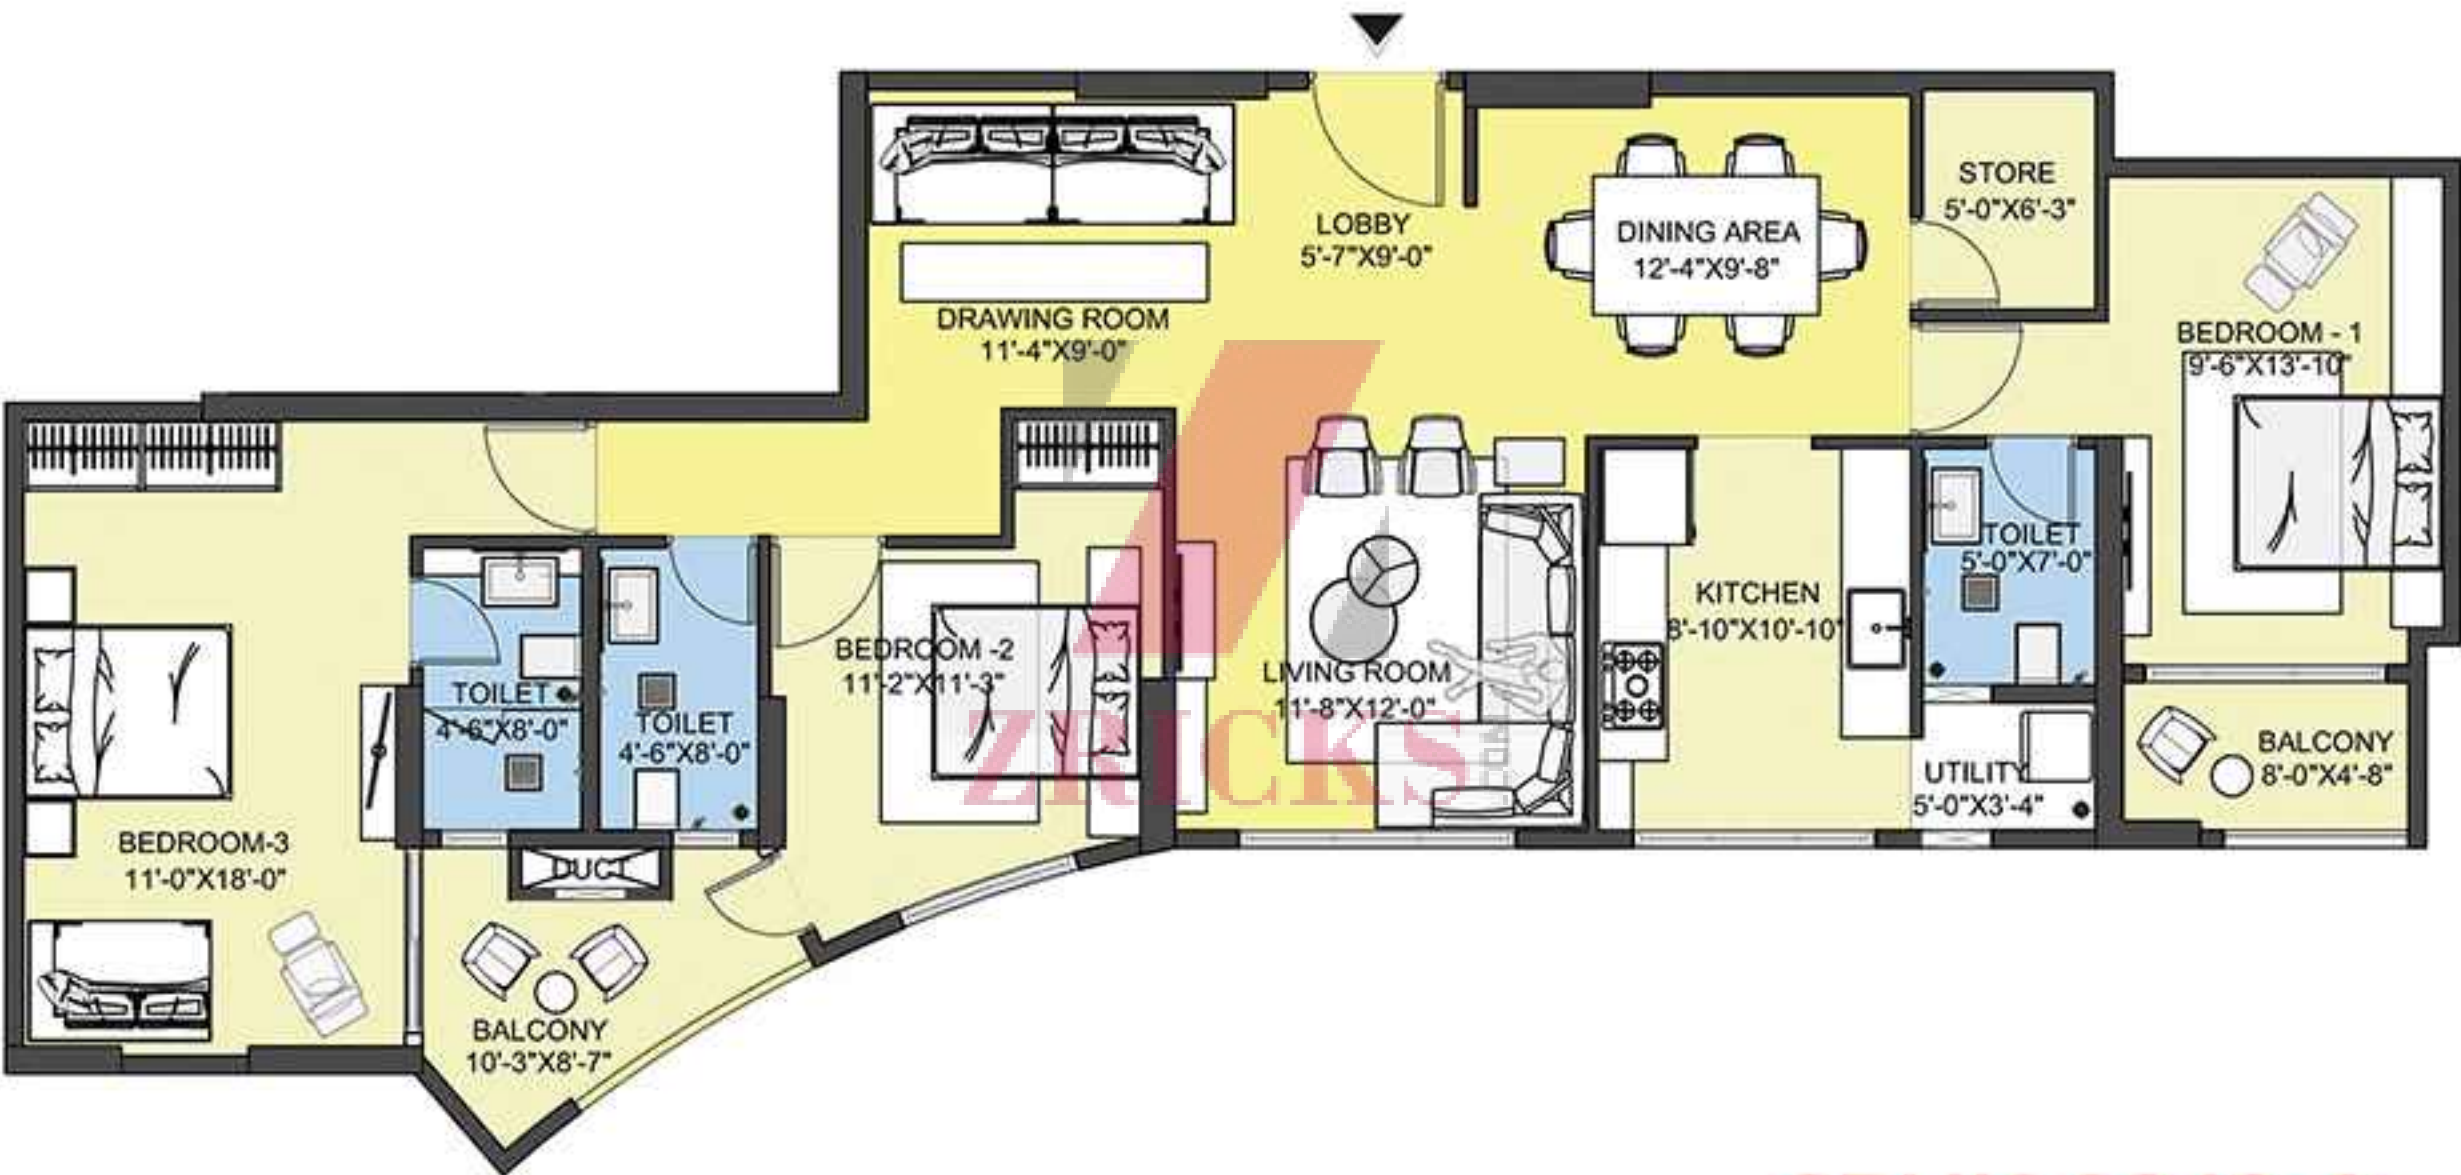 STORE
5'-0"X6'-3"
LOBBY
5'-7"X9'-0"
DINING AREA
12'-4"X9'-8"
DRAWING ROOM
11'-4"X9'-0"
BEDROOM - 1
9'-6"X13'-10"
TOILET
5'-0"X7'-0"
KITCHEN
8'-10"X10'-10"
BEDROOM -2
11'-2"X11'-3"
LIVING ROOM
11'-8"X12'-0"
TOILET
4'-6"X8'-0"
TOILET
4'-6"X8'-0"
ZRICKS
.COM
UTILITY
5'-0"X3'-4"
BALCONY
8'-0"X4'-8"
BEDROOM-3
11'-0"X18'-0"
DUCT
BALCONY
10'-3"X8'-7"